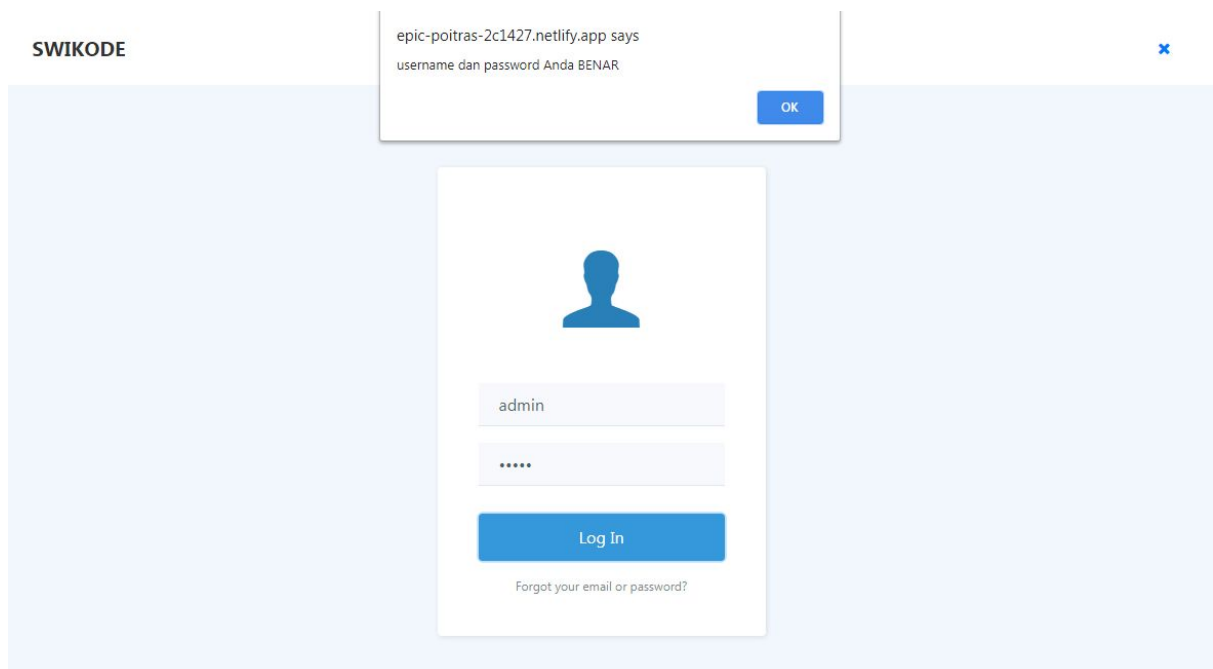 SWIKODE
epic-poitras-2c1427.netlify.app says
username dan password Anda BENAR
OK
admin
•••••
Log In
Forgot your email or password?